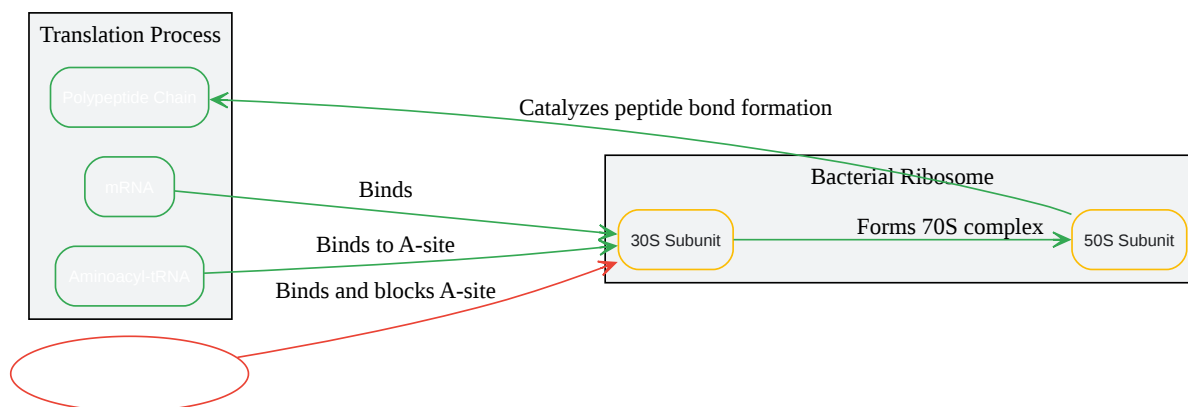 Translation Process
Polypeptide Chain
Catalyzes peptide bond formation
Bacterial Ribosome
mRNA
Binds
30S Subunit
Forms 70S complex
50S Subunit
Binds to A-site
Aminoacyl-tRNA
Binds and blocks A-site